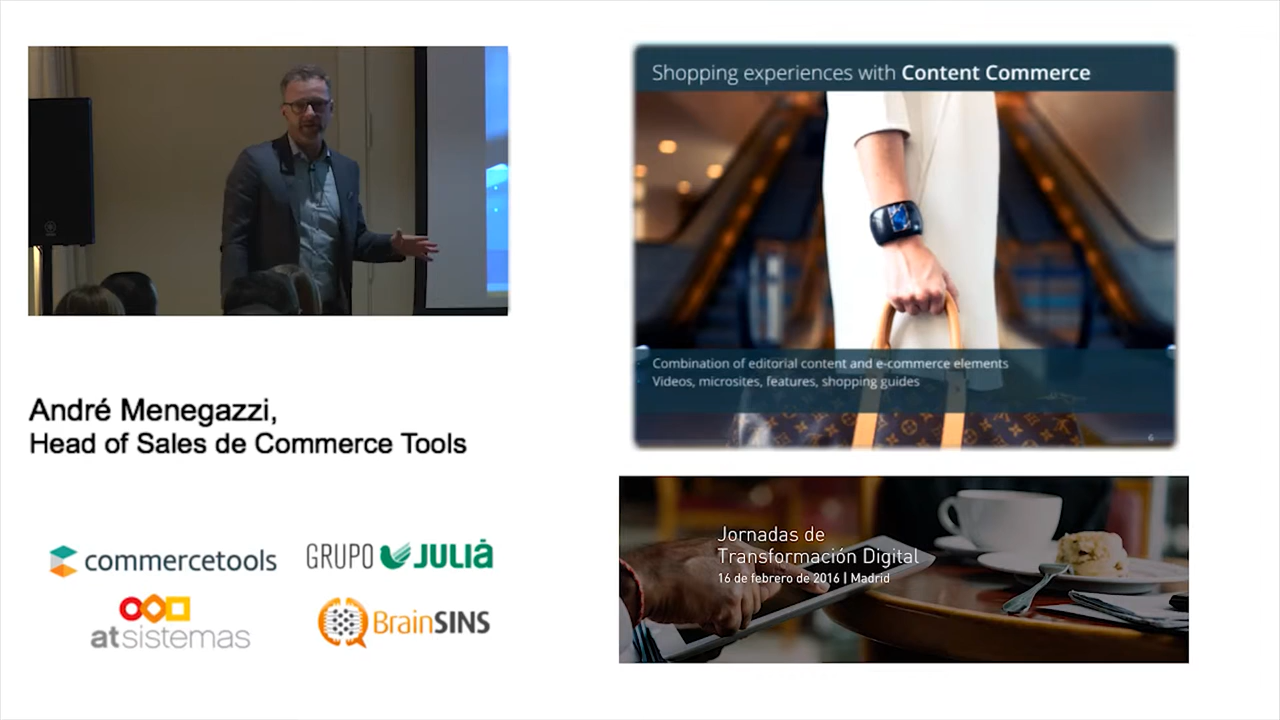 Shopping experiences with Content Commerce
Combination of editorial content and e-commerce elements
Videos, microsites, features, shopping guides
6
André Menegazzi,
Head of Sales de Commerce Tools
commercetools
GRUPO JULIÀ
atsistemas
BrainSINS
Jornadas de
Transformación Digital
16 de febrero de 2016 | Madrid